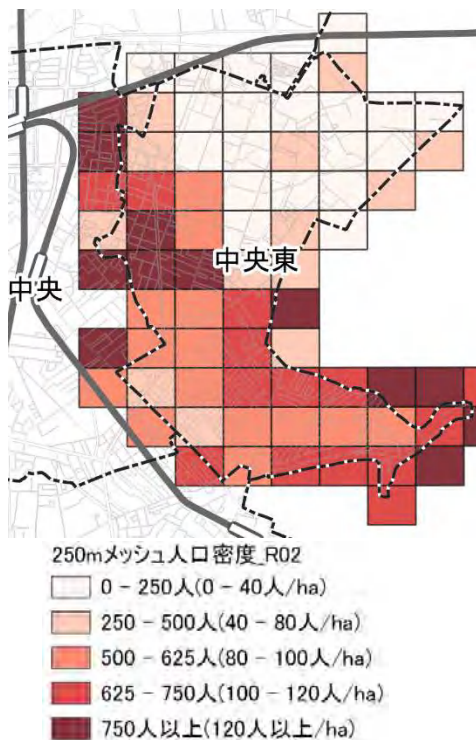 中央東
中央
250mメッシュ人口密度_R02
0 - 250人(0 - 40人/ha)
250 - 500人(40 - 80人/ha)
500 - 625人(80 - 100人/ha)
625 - 750人(100 - 120人/ha)
750人以上(120人以上/ha)